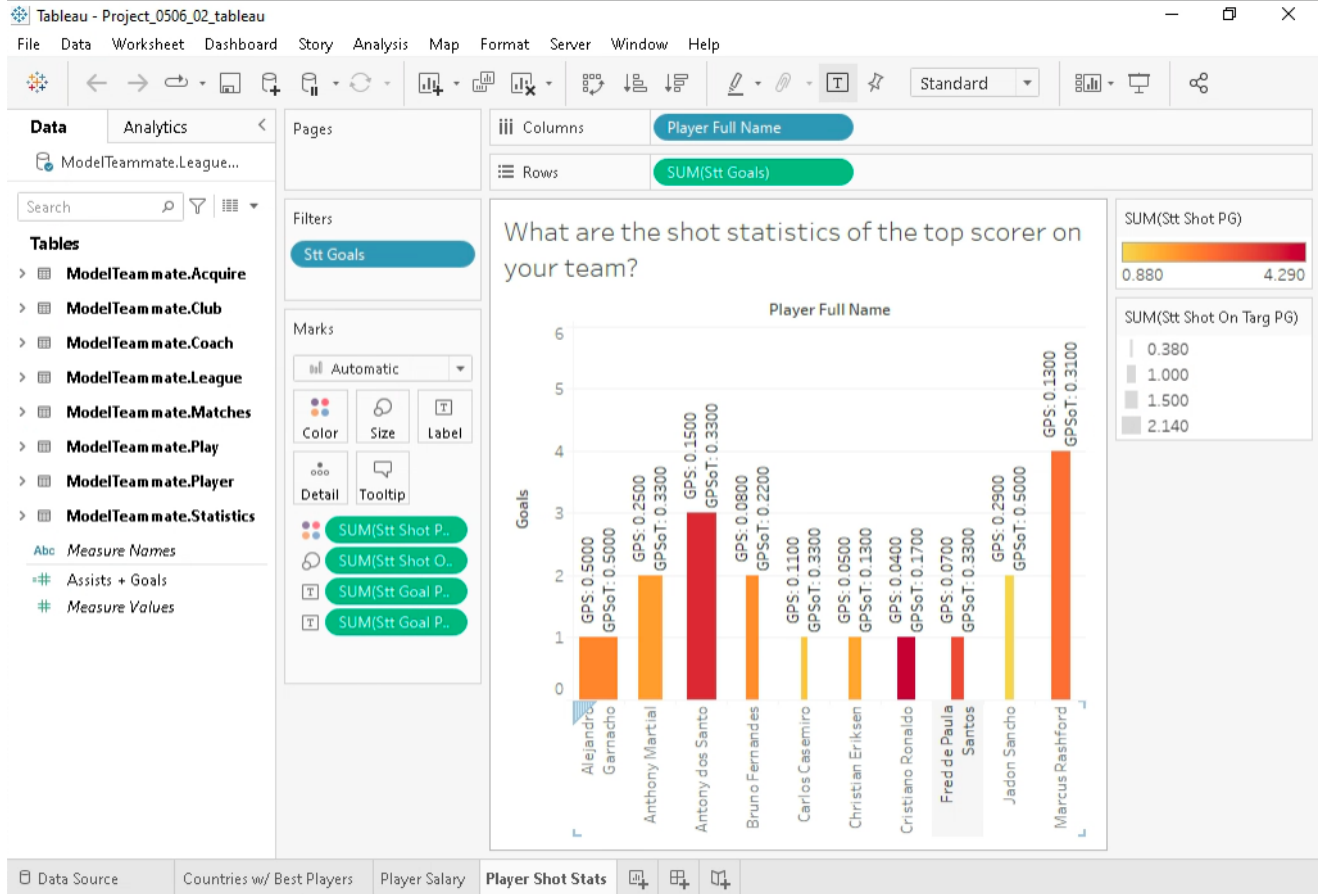 Tableau - Project_0506_02_tableau
File Data Worksheet Dashboard Story Analysis Map Format Server Window Help
Standard
Data Analytics
ModelTeammate.League...
Search
Tables
ModelTeammate.Acquire
ModelTeammate.Club
ModelTeammate.Coach
ModelTeammate.League
ModelTeammate.Matches
ModelTeammate.Play
ModelTeammate.Player
ModelTeammate.Statistics
Abc Measure Names
Assists + Goals
Measure Values
Pages
Filters
Stt Goals
Marks
Automatic
Color Size Label
Detail Tooltip
SUM(Stt Shot P..
SUM(Stt Shot O..
SUM(Stt Goal P..
SUM(Stt Goal P..
Columns Player Full Name
Rows SUM(Stt Goals)
What are the shot statistics of the top scorer on
your team?
Player Full Name
Goals
6
5
4
3
2
1
0
GPS: 0.5000
GPSoT: 0.5000
GPS: 0.2500
GPSoT: 0.3300
GPS: 0.1500
GPSoT: 0.3300
GPS: 0.0800
GPSoT: 0.2200
GPS: 0.1100
GPSoT: 0.3300
GPS: 0.0500
GPSoT: 0.1300
GPS: 0.0400
GPSoT: 0.1700
GPS: 0.0700
GPSoT: 0.3300
GPS: 0.2900
GPSoT: 0.5000
GPS: 0.1300
GPSoT: 0.3100
Alejandro
Garnacho
Anthony Martial
Antony dos Santo
Bruno Fernandes
Carlos Casemiro
Christian Eriksen
Cristiano Ronaldo
Fred de Paula
Santos
Jadon Sancho
Marcus Rashford
SUM(Stt Shot PG)
0.880 4.290
SUM(Stt Shot On Targ PG)
0.380
1.000
1.500
2.140
Data Source Countries w/ Best Players Player Salary Player Shot Stats